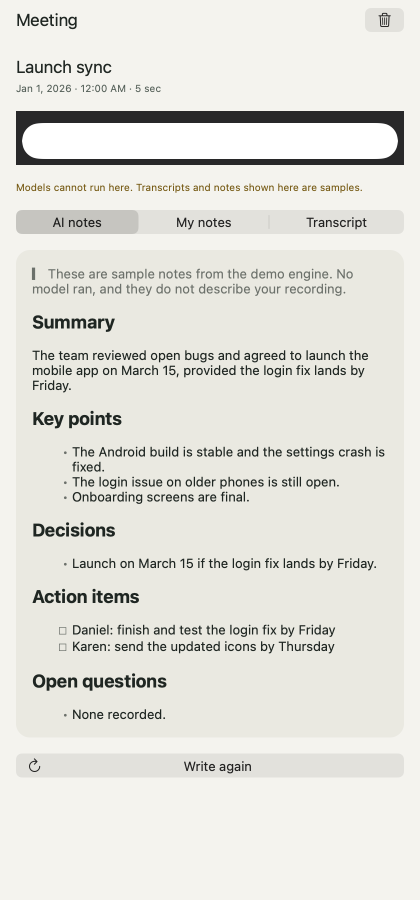 Meeting
Launch sync
Jan 1, 2026 · 12:00 AM · 5 sec
Models cannot run here. Transcripts and notes shown here are samples.
AI notes
My notes
Transcript
These are sample notes from the demo engine. No
model ran, and they do not describe your recording.
Summary
The team reviewed open bugs and agreed to launch the
mobile app on March 15, provided the login fix lands by
Friday.
Key points
• The Android build is stable and the settings crash is
fixed.
• The login issue on older phones is still open.
• Onboarding screens are final.
Decisions
• Launch on March 15 if the login fix lands by Friday.
Action items
☐ Daniel: finish and test the login fix by Friday
☐ Karen: send the updated icons by Thursday
Open questions
• None recorded.
Write again